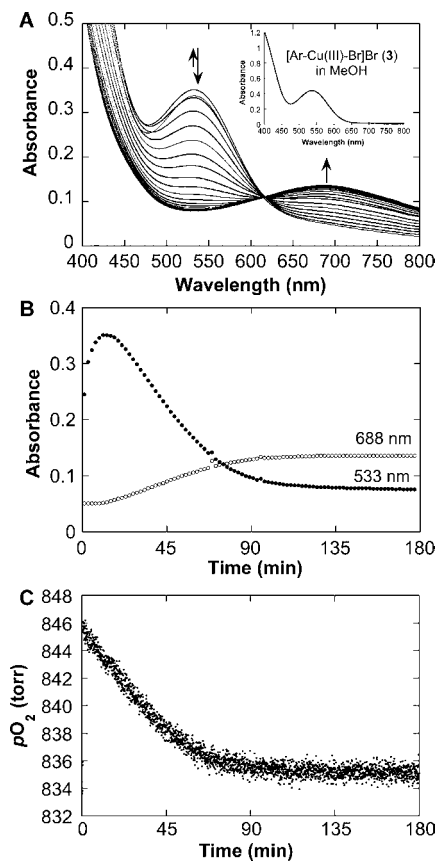 A
Absorbance
0.5
0.4
0.3
0.2
0.1
0
400 450 500 550 600 650 700 750 800
Wavelength (nm)
[Ar-Cu(III)-Br]Br (3)
in MeOH
Absorbance
1.2
1
0.8
0.6
0.4
0.2
0
400 450 500 550 600 650 700 750 800
Wavelength (nm)
B
Absorbance
0.4
0.3
0.2
0.1
0
688 nm
533 nm
0 45 90 135 180
Time (min)
C
pO2 (torr)
848
846
844
842
840
838
836
834
832
0 45 90 135 180
Time (min)